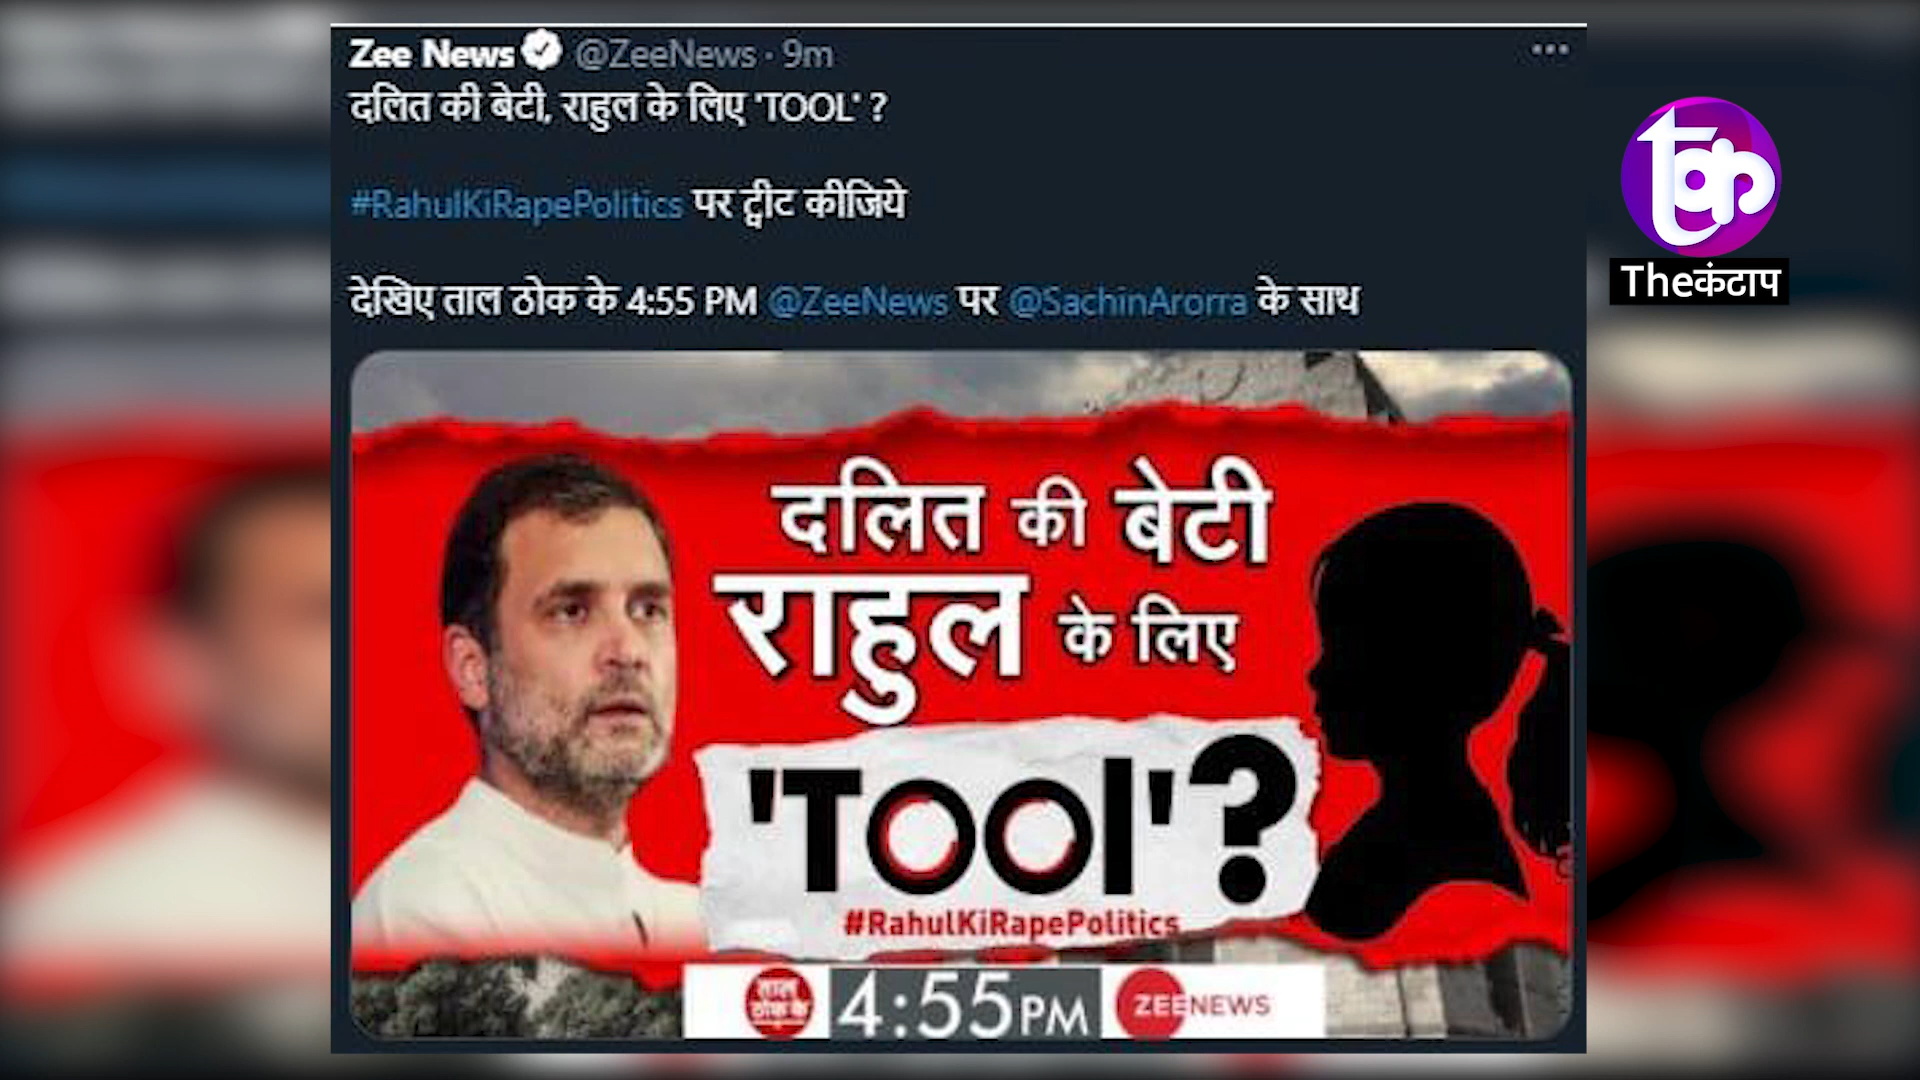 Zee News @ZeeNews · 9m
दलित की बेटी, राहुल के लिए 'TOOL' ?
#RahulKiRapePolitics पर ट्वीट कीजिये
देखिए ताल ठोक के 4:55 PM @ZeeNews पर @SachinArorra के साथ
दलित की बेटी
राहुल के लिए
'TOOl'?
#RahulKiRapePolitics
ताल
ठोक के
4:55PM
ZEENEWS
Theकंटाप